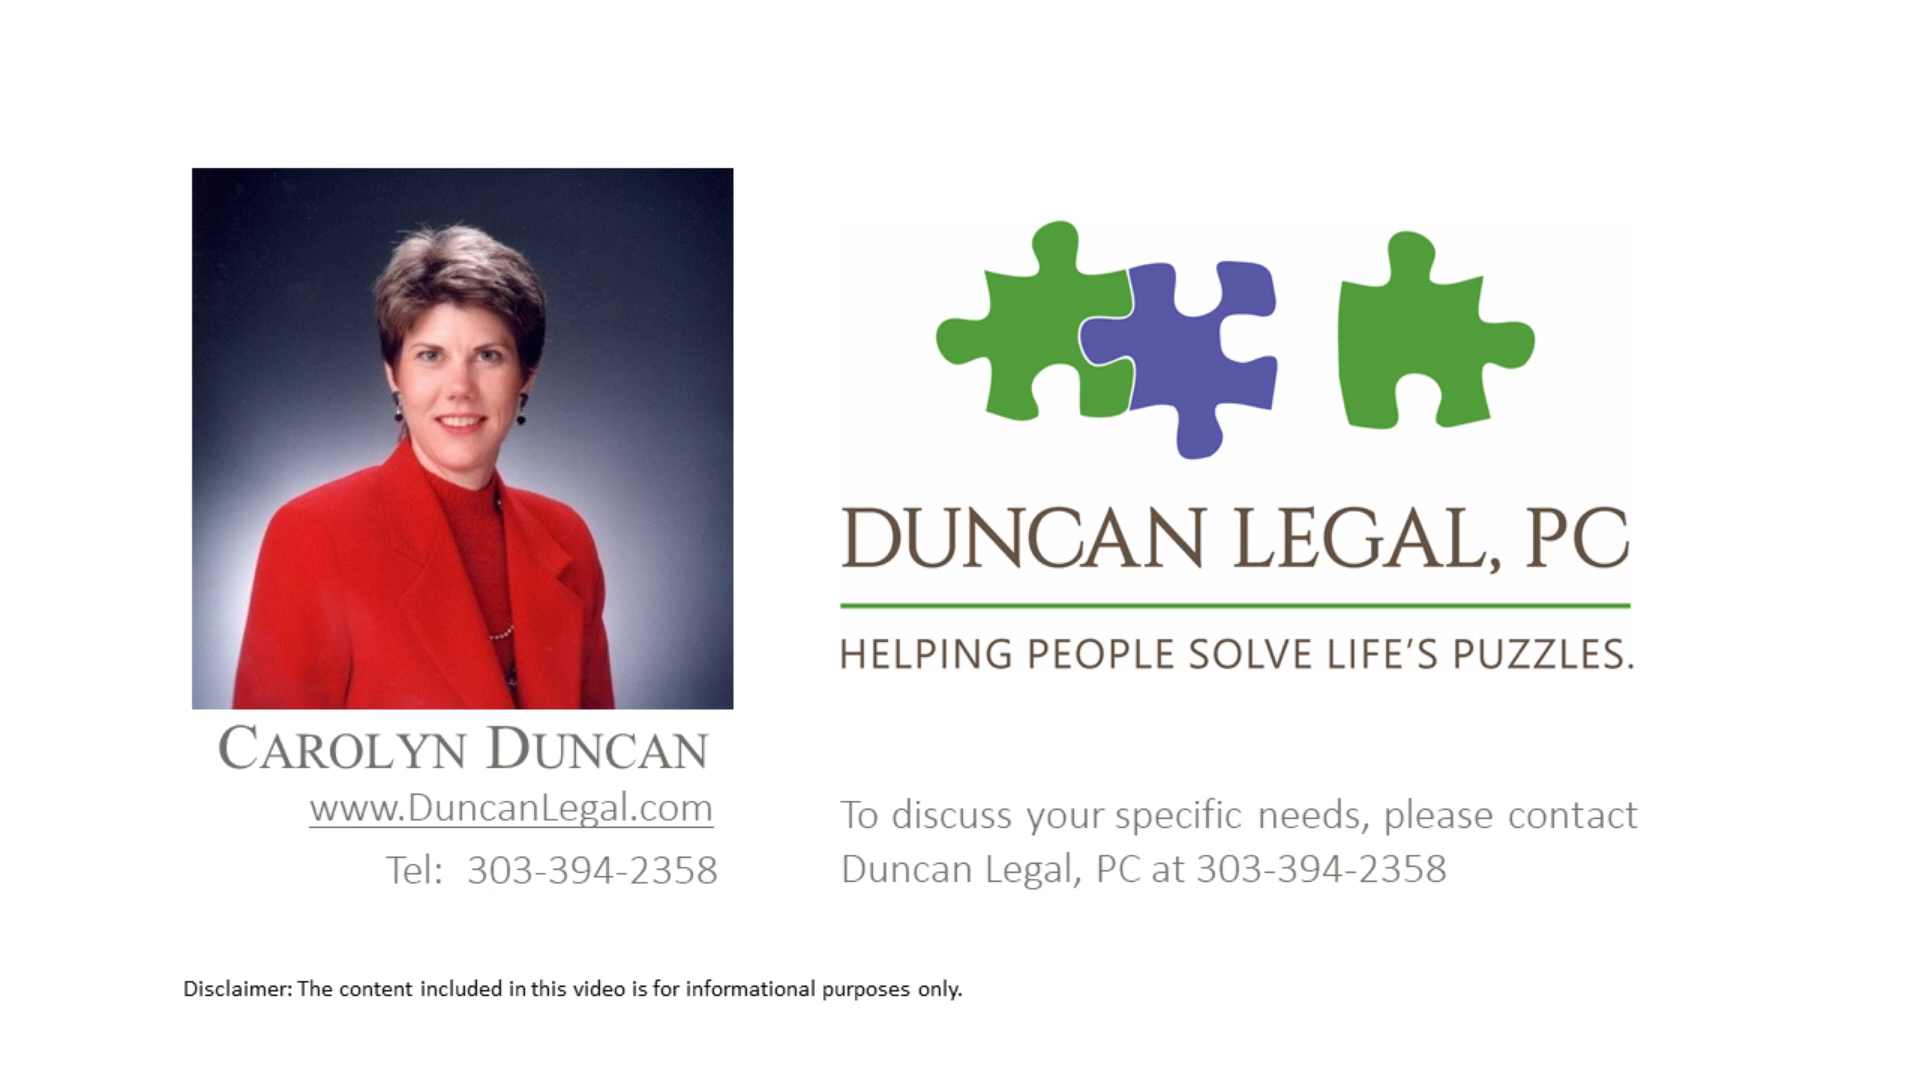 CAROLYN DUNCAN
www.DuncanLegal.com
Tel: 303-394-2358
DUNCAN LEGAL, PC
HELPING PEOPLE SOLVE LIFE'S PUZZLES.
To discuss your specific needs, please contact
Duncan Legal, PC at 303-394-2358
Disclaimer: The content included in this video is for informational purposes only.